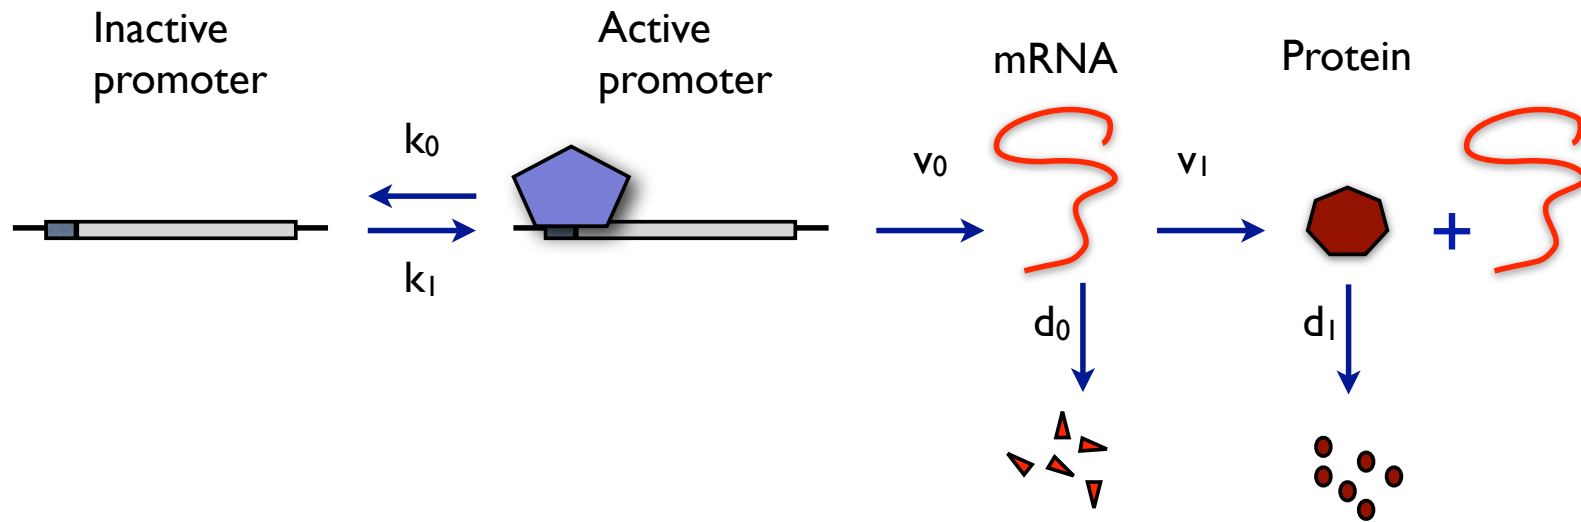 Inactive
promoter
Active
promoter
mRNA
Protein
k₀
k₁
v₀
v₁
+
d₀
d₁